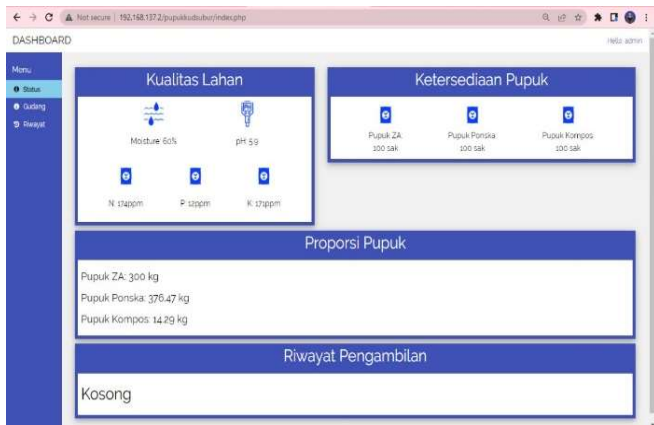 Not secure | 192.168.137.2/pupukkudsubur/index.php
DASHBOARD
Hello admin
Menu
Status
Gudang
Riwayat
Kualitas Lahan
Moisture: 60%
pH: 5.9
N: 174ppm
P: 12ppm
K: 171ppm
Ketersediaan Pupuk
Pupuk ZA:
100 sak
Pupuk Ponska:
100 sak
Pupuk Kompos:
100 sak
Proporsi Pupuk
Pupuk ZA: 300 kg
Pupuk Ponska: 376.47 kg
Pupuk Kompos: 14.29 kg
Riwayat Pengambilan
Kosong